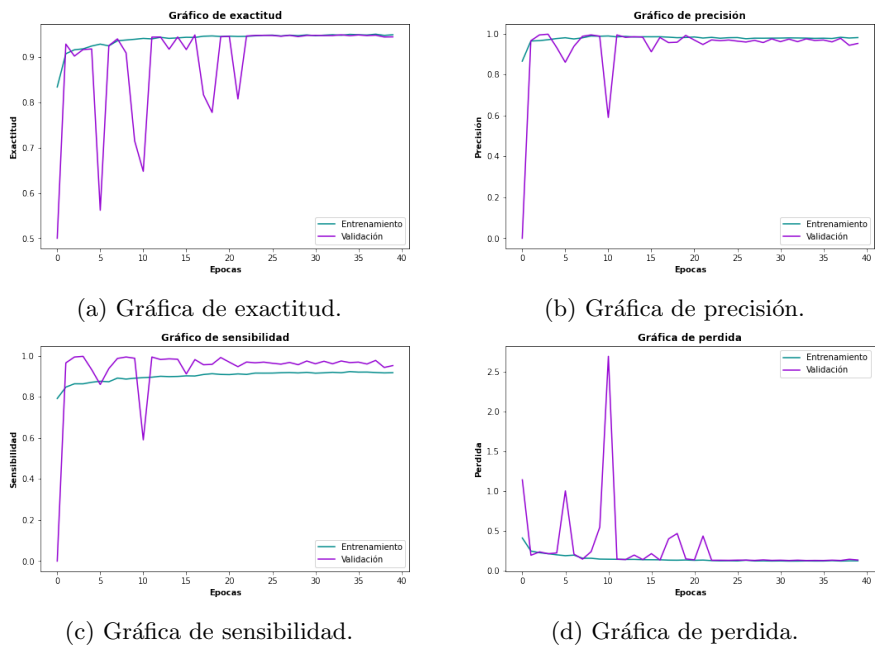 Gráfico de exactitud
Exactitud
0.9
0.8
0.7
0.6
0.5
0 5 10 15 20 25 30 35 40
Epocas
Entrenamiento
Validación
(a) Gráfica de exactitud.
Gráfico de precisión
Precisión
1.0
0.8
0.6
0.4
0.2
0.0
0 5 10 15 20 25 30 35 40
Epocas
Entrenamiento
Validación
(b) Gráfica de precisión.
Gráfico de sensibilidad
Sensibilidad
1.0
0.8
0.6
0.4
0.2
0.0
0 5 10 15 20 25 30 35 40
Epocas
Entrenamiento
Validación
(c) Gráfica de sensibilidad.
Gráfica de perdida
Perdida
2.5
2.0
1.5
1.0
0.5
0.0
0 5 10 15 20 25 30 35 40
Epocas
Entrenamiento
Validación
(d) Gráfica de perdida.